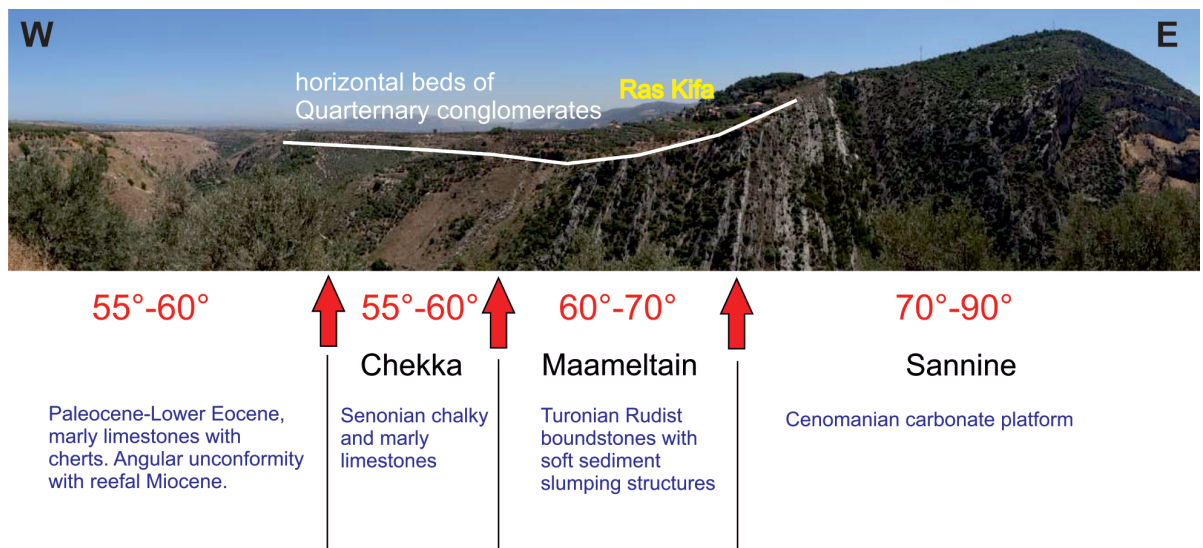 W
E
horizontal beds of
Quarternary conglomerates
Ras Kifa
55°-60°
55°-60°
60°-70°
70°-90°
Chekka
Maameltain
Sannine
Paleocene-Lower Eocene,
marly limestones with
cherts. Angular unconformity
with reefal Miocene.
Senonian chalky
and marly
limestones
Turonian Rudist
boundstones with
soft sediment
slumping structures
Cenomanian carbonate platform